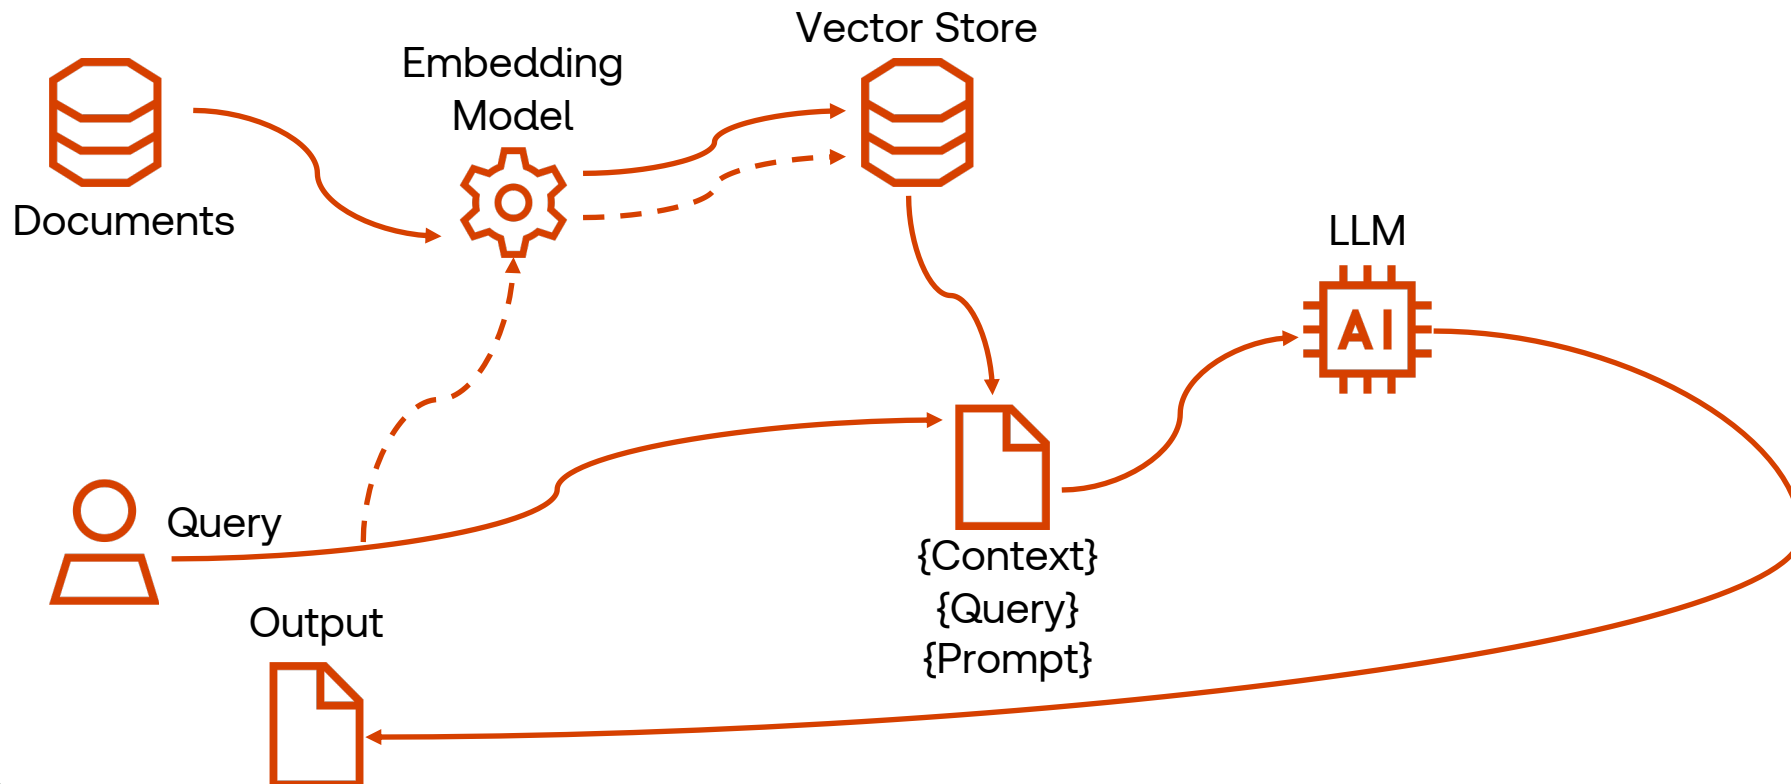 Vector Store
Embedding
Model
Documents
LLM
AI
Query
{Context}
{Query}
{Prompt}
Output